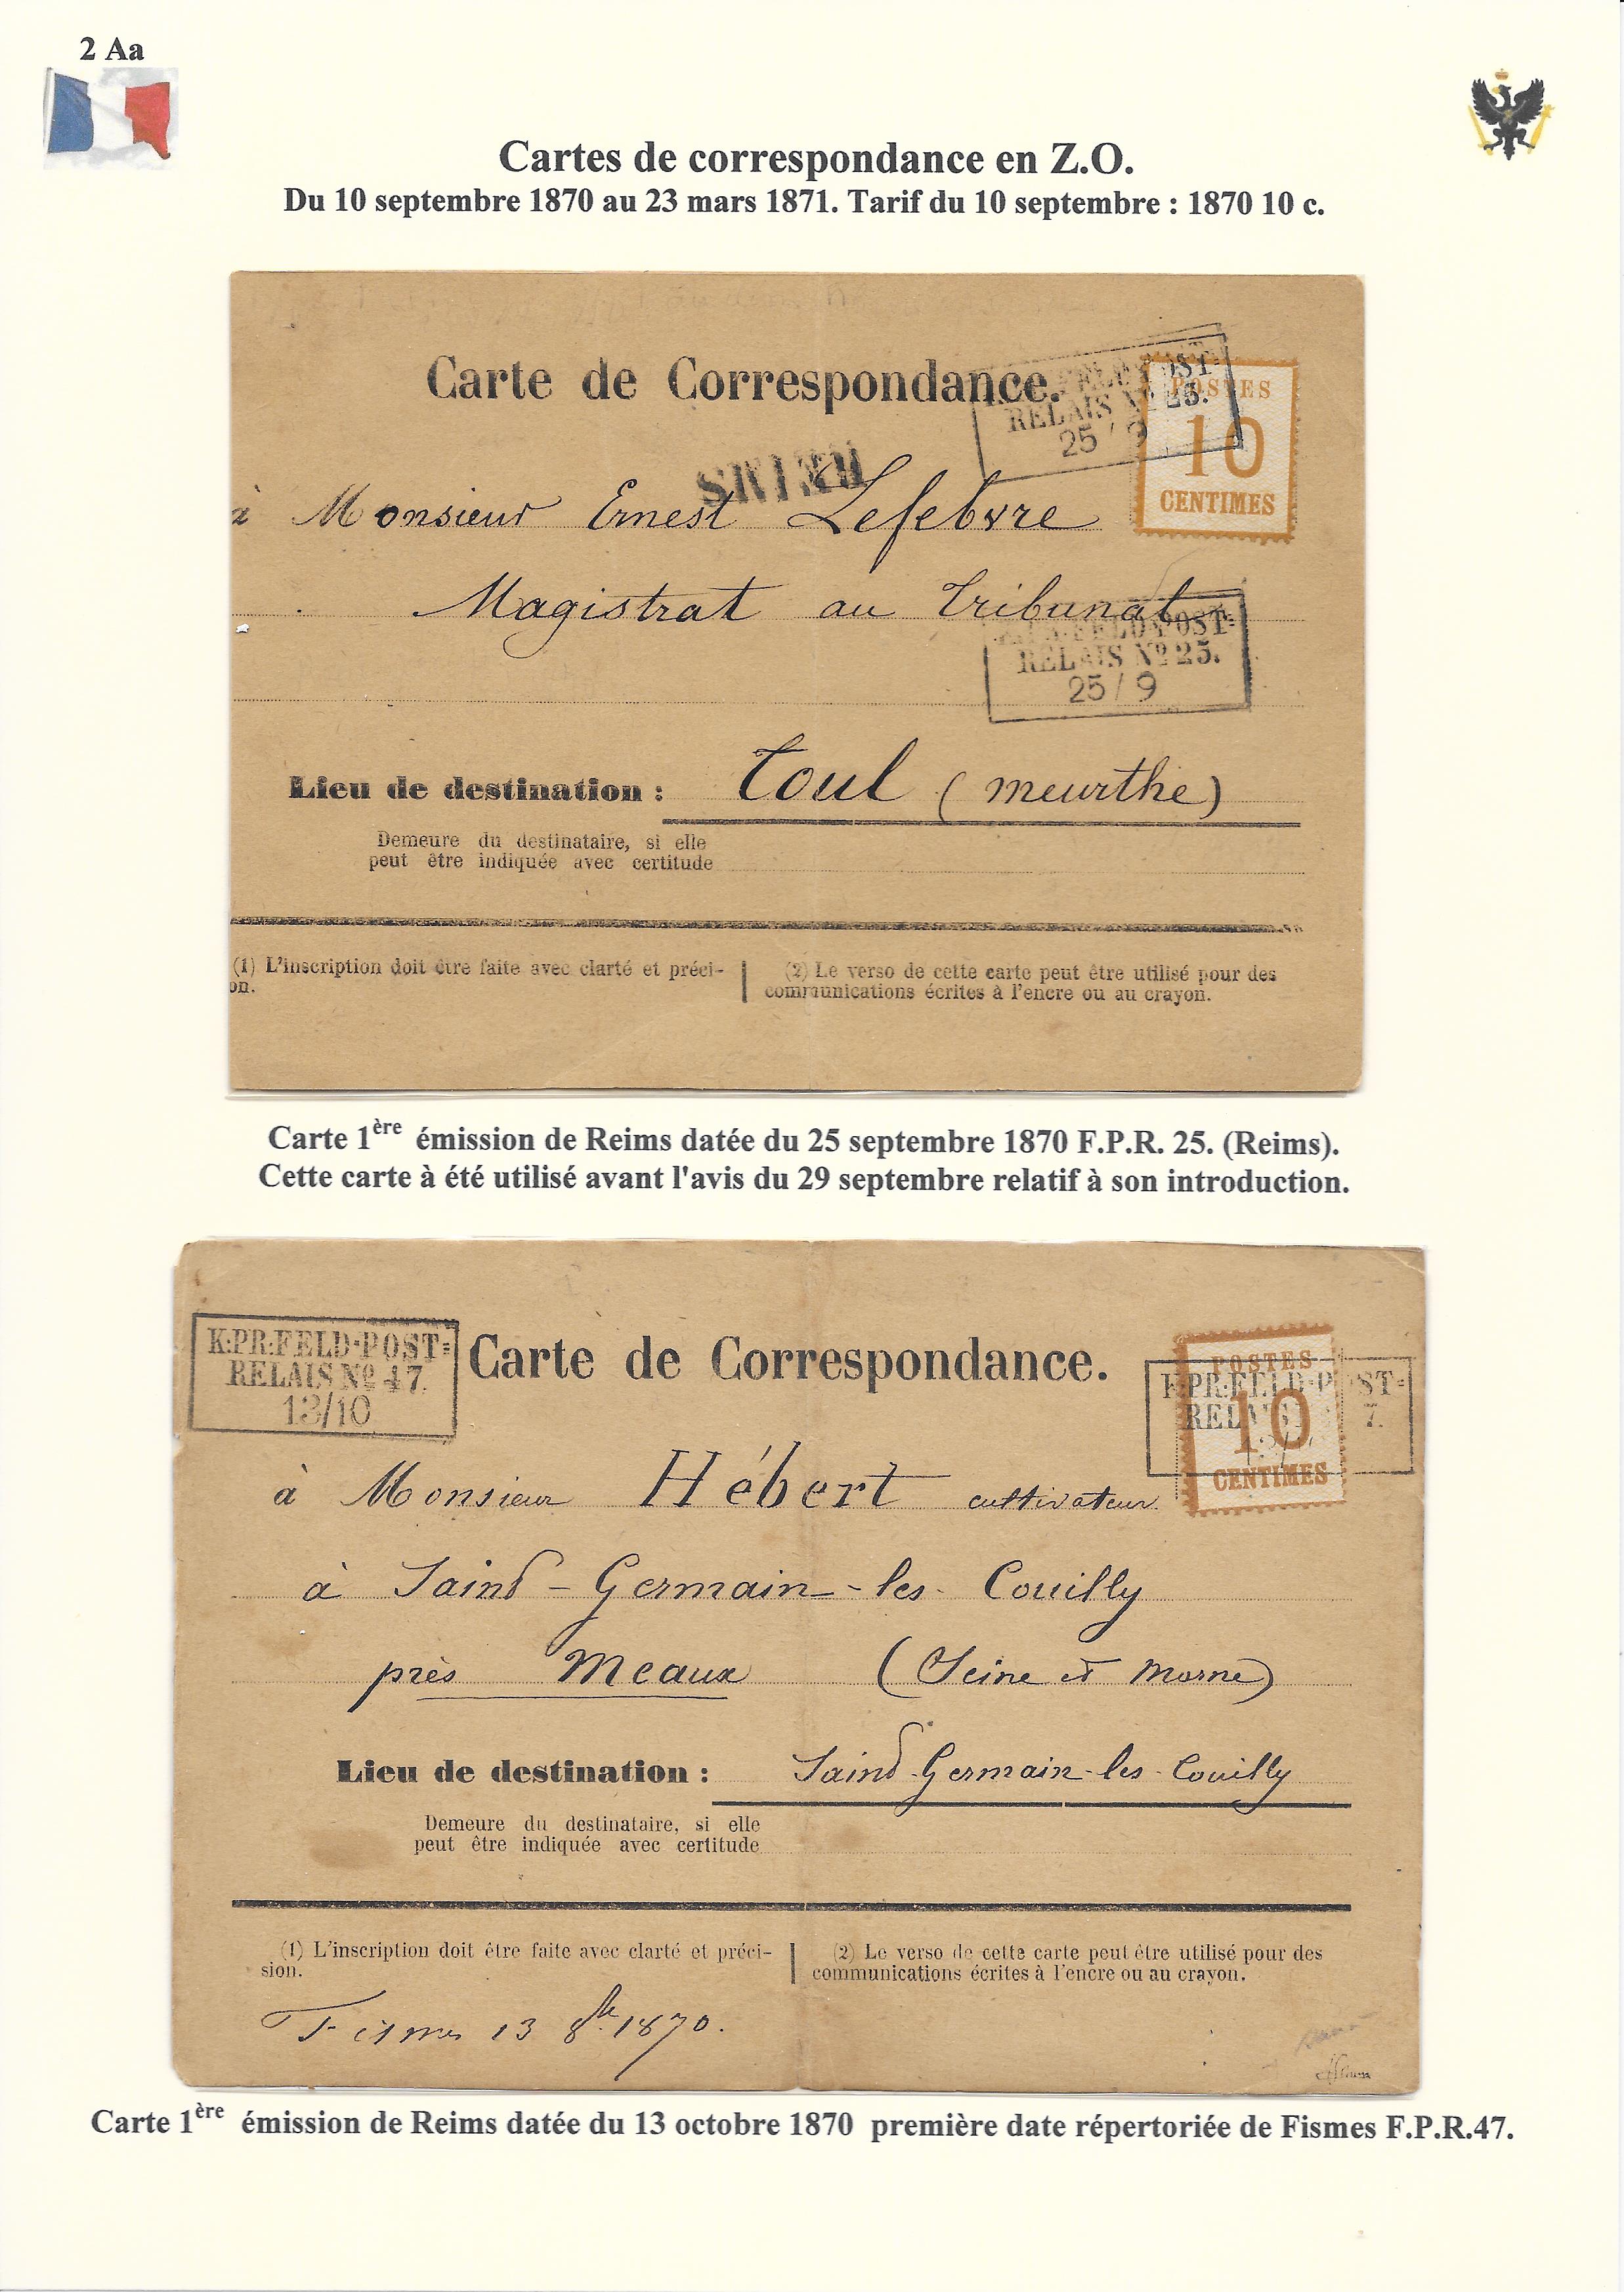 2 Aa
Cartes de correspondance en Z.O.
Du 10 septembre 1870 au 23 mars 1871. Tarif du 10 septembre : 1870 10 c.
Carte de Correspondance.
FELD POST-
RELAIS Nº 25.
25 / 9
POSTES
10
CENTIMES
REIMS
à Monsieur Ernest Lefebvre
Magistrat au Tribunal
FELD POST-
RELAIS Nº 25.
25 / 9
Lieu de destination : Toul (meurthe)
Demeure du destinataire, si elle
peut être indiquée avec certitude
(1) L'inscription doit être faite avec clarté et préci-
on.
(2) Le verso de cette carte peut être utilisé pour des
communications écrites à l'encre ou au crayon.
Carte 1ère émission de Reims datée du 25 septembre 1870 F.P.R. 25. (Reims).
Cette carte à été utilisé avant l'avis du 29 septembre relatif à son introduction.
K:PR:FELD-POST-
RELAIS Nº 47.
13/10
Carte de Correspondance.
K:PR:FELD-P ST-
REL 7.
POSTES
10
CENTIMES
à Monsieur Hébert cultivateur
à Saint-Germain-les-Couilly
près Meaux (Seine et Marne)
Lieu de destination : Saint-Germain-les-Couilly
Demeure du destinataire, si elle
peut être indiquée avec certitude
(1) L'inscription doit être faite avec clarté et préci-
sion.
(2) Le verso de cette carte peut être utilisé pour des
communications écrites à l'encre ou au crayon.
Fismes 13 8bre 1870.
Carte 1ère émission de Reims datée du 13 octobre 1870 première date répertoriée de Fismes F.P.R.47.